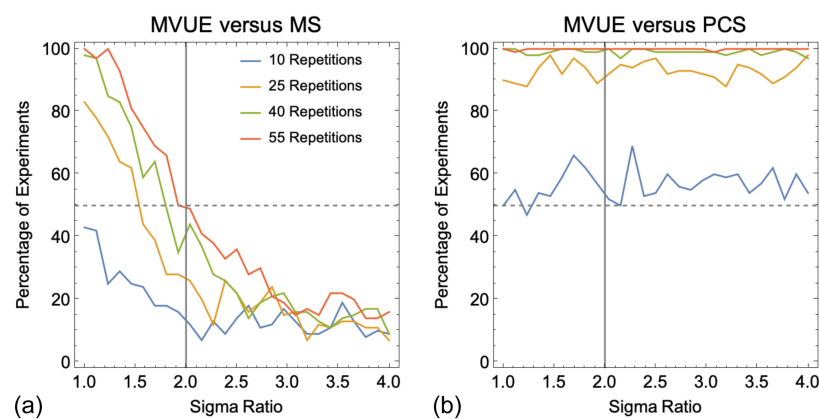 MVUE versus MS
Percentage of Experiments
100
80
60
40
20
0
10 Repetitions
25 Repetitions
40 Repetitions
55 Repetitions
1.0 1.5 2.0 2.5 3.0 3.5 4.0
Sigma Ratio
(a)
MVUE versus PCS
Percentage of Experiments
100
80
60
40
20
0
1.0 1.5 2.0 2.5 3.0 3.5 4.0
Sigma Ratio
(b)